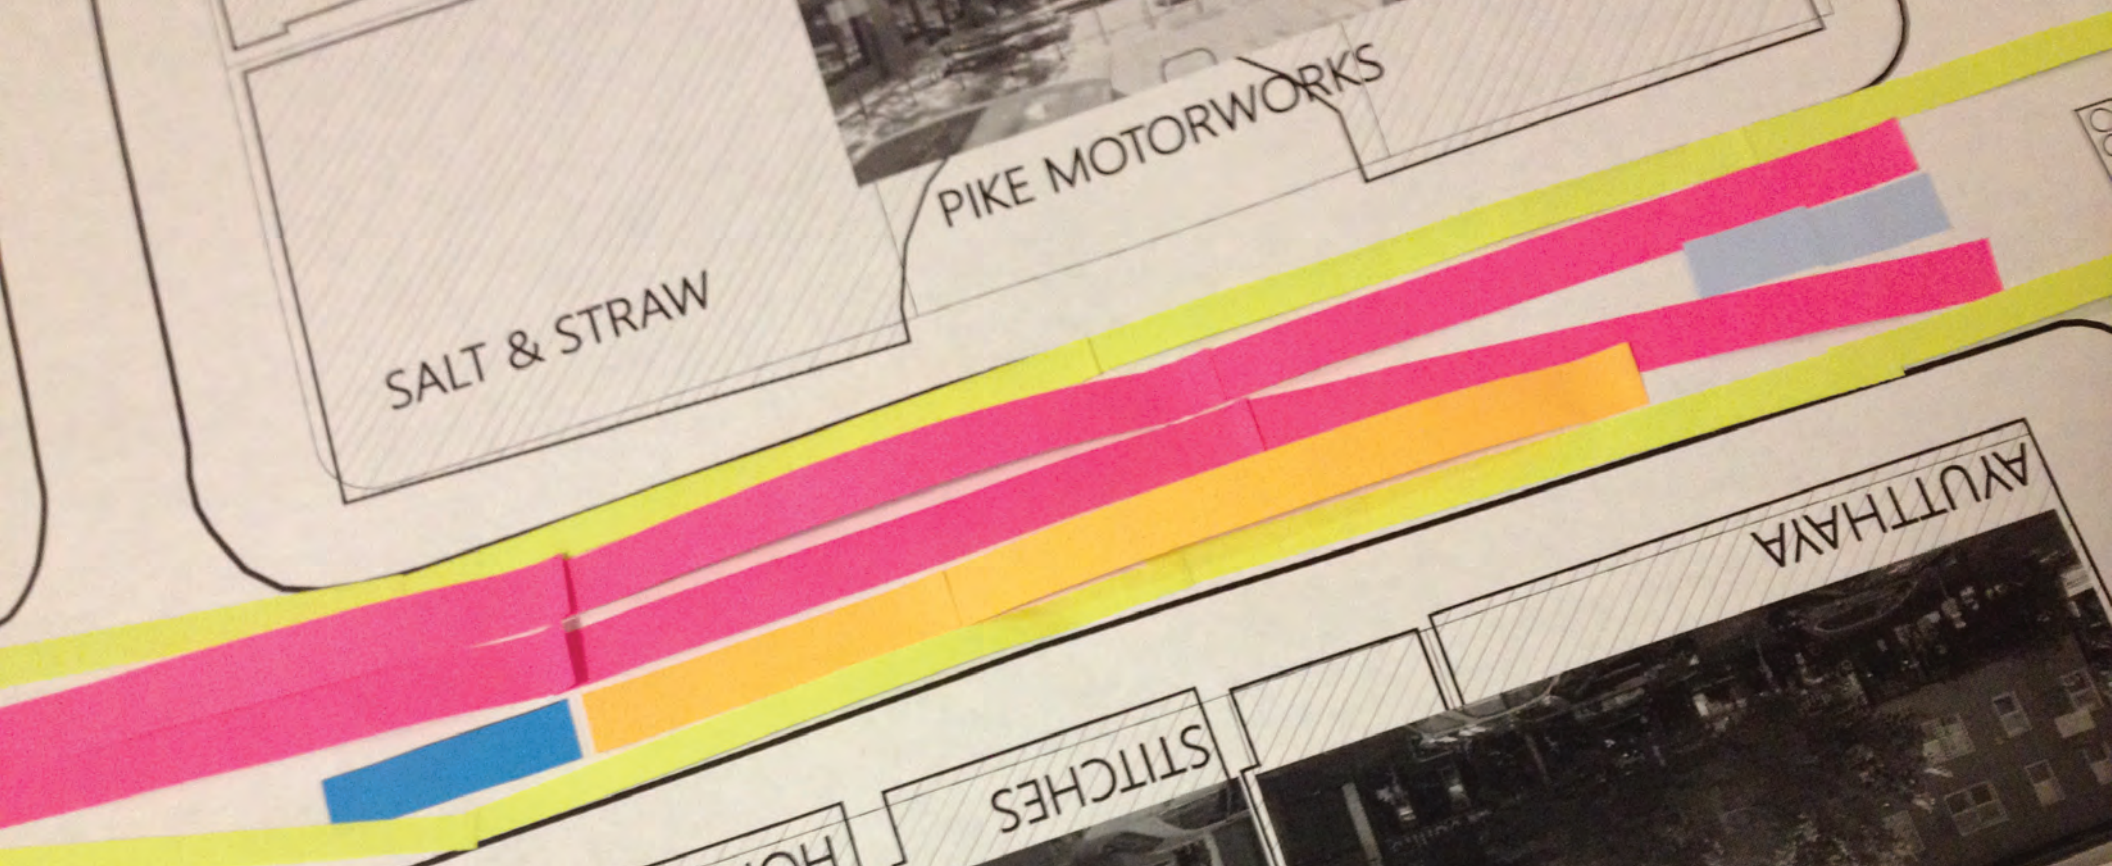 PIKE MOTORWORKS
SALT & STRAW
AYUTTHAYA
STITCHES